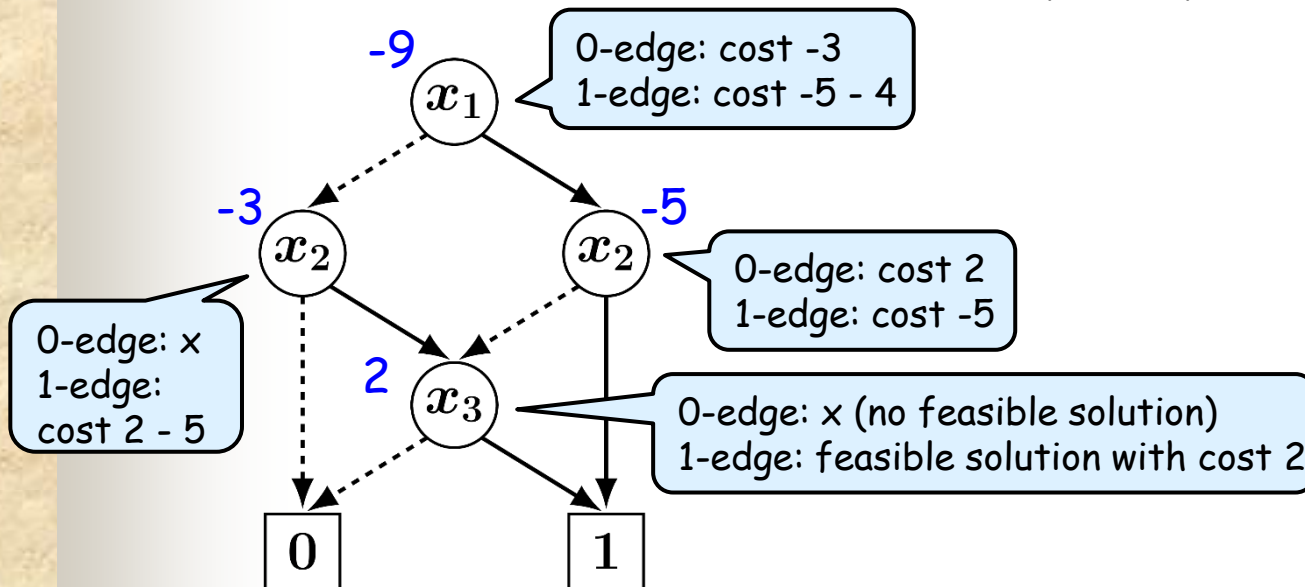 -9
x1
0-edge: cost -3
1-edge: cost -5 - 4
-3
x2
-5
x2
0-edge: cost 2
1-edge: cost -5
0-edge: x
1-edge:
cost 2 - 5
2
x3
0-edge: x (no feasible solution)
1-edge: feasible solution with cost 2
0
1